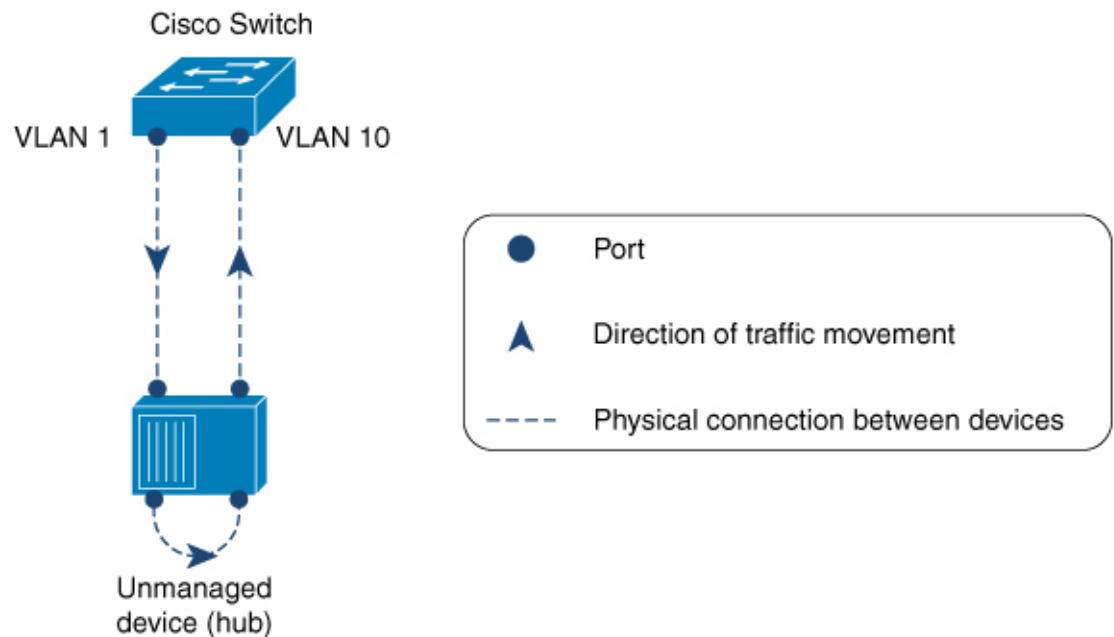 Cisco Switch
VLAN 1
VLAN 10
Port
Direction of traffic movement
Physical connection between devices
Unmanaged
device (hub)